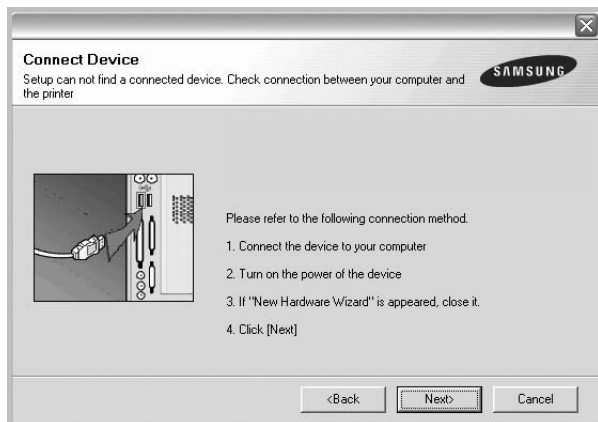 Connect Device
Setup can not find a connected device. Check connection between your computer and
the printer
SAMSUNG
Please refer to the following connection method.
1. Connect the device to your computer
2. Turn on the power of the device
3. If "New Hardware Wizard" is appeared, close it.
4. Click [Next]
<Back
Next>
Cancel